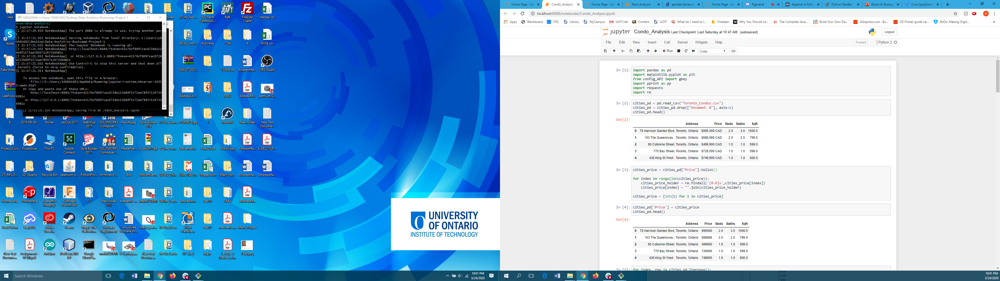 .idea
07-Ins_Nes...
PyCharm Communi...
Raft
FileZilla Client
nasdap.csv
MINGW64:/c/Users/100661603/Desktop/Data-Analytics-Bootcamp-Project-1
drew-data-analysis)
$ jupyter notebook
[I 15:57:20.450 NotebookApp] The port 8888 is already in use, trying another por
t.
[I 15:57:21.032 NotebookApp] Serving notebooks from local directory: C:\Users\10
0661603\Desktop\Data-Analytics-Bootcamp-Project-1
[I 15:57:21.032 NotebookApp] The Jupyter Notebook is running at:
[I 15:57:21.032 NotebookApp] http://localhost:8889/?token=42170cf8097cac0728e152
b89f1572ae789371247336981c
[I 15:57:21.032 NotebookApp]  or http://127.0.0.1:8889/?token=42170cf8097cac0728
e152b89f1572ae789371247336981c
[I 15:57:21.032 NotebookApp] Use Control-C to stop this server and shut down all
kernels (twice to skip confirmation).
[C 15:57:21.353 NotebookApp]
To access the notebook, open this file in a browser:
file:///C:/Users/100661603/AppData/Roaming/jupyter/runtime/nbserver-1035
2-open.html
Or copy and paste one of these URLs:
http://localhost:8889/?token=42170cf8097cac0728e152b89f1572ae78937124733
6981c
or http://127.0.0.1:8889/?token=42170cf8097cac0728e152b89f1572ae78937124733
6981c
[I 21:51:25.314 NotebookApp] Saving file at /Rent_Analysis.ipynb
Skype
08-Stu_Hor...
Activities
1234
A
NYSE.csv
Data-Analy...
JAN-27-202...
3
123456.txt
AndrewMa...
OBS Studio
LabPics.zi
AddressUo...
2
FEB3
AndrewM...
parthum.S...
B
2019-09-26...
Etcher
LayOut 2017
SketchUp 2017
SOLIDWORKS Composer ...
Results.jpg
Style Builder 2019
01-Stu_War...
POWER25.jpg
1
RoboDK
New folder
New Text Docume...
Project_Civic
PrusaSlicer
This PC
Adobe Connect
Style Builder 2017
SOLIDWORKS Composer ...
MasterNa...
bj_4d_h17.gif
02-Ins_For...
BackandBi...
Book2.xlsx
WorkCopy
AndrewMa...
ELEE2210_F...
UT-MIS-D...
3D Objects
Recycle Bin
selenium-s...
PythonPro...
m-minerd-...
Bot
MotionGen...
03-Stu_Chi...
Xilinx_ISE_D...
IMage.xlsm
Main_Ho...
AndrewMa...
AndrewMa...
Homework
Pronterface
Academic Integrity
Autodesk Fusion 360
CC
New folder (11)
academic-...
Main.SLDPRT
04-Ins_Loo...
AndrewM...
Feb10
SNEs
AndrewM...
Book2.xlsm
EasyEDA
Adobe Creati...
Steam
Magic The Gatherin...
Software Deployment
I would like to thank th...
main_gear....
05-Stu_Fizz...
Xilinx PlanAhe...
Feb12
mechanica...
Main_Project
New Text Docume...
Assignment - 02 (1).pdf
Arduino
NetBeans IDE 8.2
Google Cloud S...
moldi.SLDPRT
X-Carriage....
New Text Docume...
06-Stu_Lotto
01-Excel
Main_
Lecture_2 (Review_M...
1446.png
UNIVERSITY
OF ONTARIO
INSTITUTE OF TECHNOLOGY
Search Windows
10:01 PM
3/24/2020
Home Page - Sel
Condo_Analysis
Home Page - Sel
Rent_Analysis - J
pandas.Series.to
Home Page - Sel
#general
Append in Pytho
Python Pandas
Boom & Bust.pp
Core Questions.
localhost:8888/notebooks/Condo_Analysis.ipynb
Apps
Blackboard
ITSC
Library
MyCampus
UOIT.net
Content
UOIT
What do I need to l...
Firebase
Why You Should Le...
The Complete Java...
Build Your Own Da...
Aliexpress.com : Bu...
3D Printer guide rai...
BitGo: Making Digit...
jupyter Condo_Analysis Last Checkpoint: Last Saturday at 10:47 AM (autosaved)
Logout
File Edit View Insert Cell Kernel Widgets Help
Trusted
Python 3
Run
Code
In [1]: import pandas as pd
import matplotlib.pyplot as plt
from config_API import gkey
import pprint as pp
import requests
import re
In [2]: cities_pd = pd.read_csv("Toronto_Condos.csv")
cities_pd = cities_pd.drop(["Unnamed: 0"], axis=1)
cities_pd.head()
Out[2]:
Address Price Beds Baths Sqft
0 78 Harrison Garden Blvd, Toronto, Ontario $995,000 CAD 2.0 3.0 1500.0
1 103 The Queensway , Toronto, Ontario $688,888 CAD 2.0 2.0 799.0
2 60 Colborne Street, Toronto, Ontario $499,900 CAD 1.0 1.0 599.0
3 770 Bay Street, Toronto, Ontario $728,000 CAD 1.0 1.0 599.0
4 438 King St West , Toronto, Ontario $749,900 CAD 1.0 1.0 800.0
In [3]: cities_price = cities_pd["Price"].tolist()
for index in range(len(cities_price)):
cities_price_holder = re.findall('[0-9]+',cities_price[index])
cities_price[index] = "".join(cities_price_holder)
cities_price = [int(i) for i in cities_price]
In [4]: cities_pd['Price'] = cities_price
cities_pd.head()
Out[4]:
Address Price Beds Baths Sqft
0 78 Harrison Garden Blvd, Toronto, Ontario 995000 2.0 3.0 1500.0
1 103 The Queensway , Toronto, Ontario 688888 2.0 2.0 799.0
2 60 Colborne Street, Toronto, Ontario 499900 1.0 1.0 599.0
3 770 Bay Street, Toronto, Ontario 728000 1.0 1.0 599.0
4 438 King St West , Toronto, Ontario 749900 1.0 1.0 800.0
In [5]: for index, row in cities_pd.iterrows():
2350
10:01 PM
3/24/2020